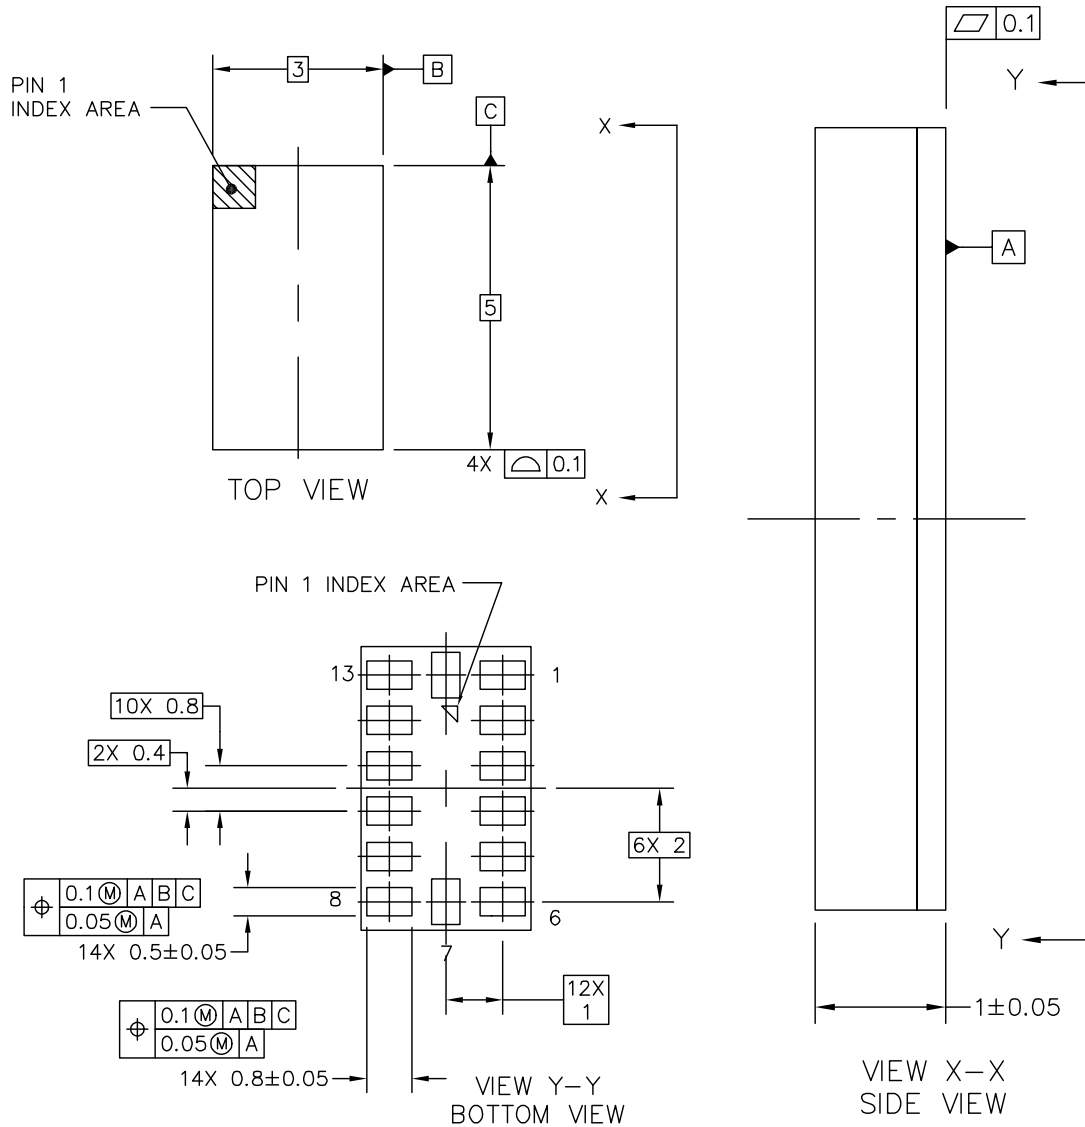 0.1
Y
3
B
PIN 1
INDEX AREA
C
X
A
5
4X 0.1
TOP VIEW
X
PIN 1 INDEX AREA
13
1
10X 0.8
2X 0.4
6X 2
8
6
7
0.1 Ⓜ A B C
0.05 Ⓜ A
14X 0.5±0.05
Y
12X
1
0.1 Ⓜ A B C
0.05 Ⓜ A
14X 0.8±0.05
1±0.05
VIEW Y-Y
BOTTOM VIEW
VIEW X-X
SIDE VIEW